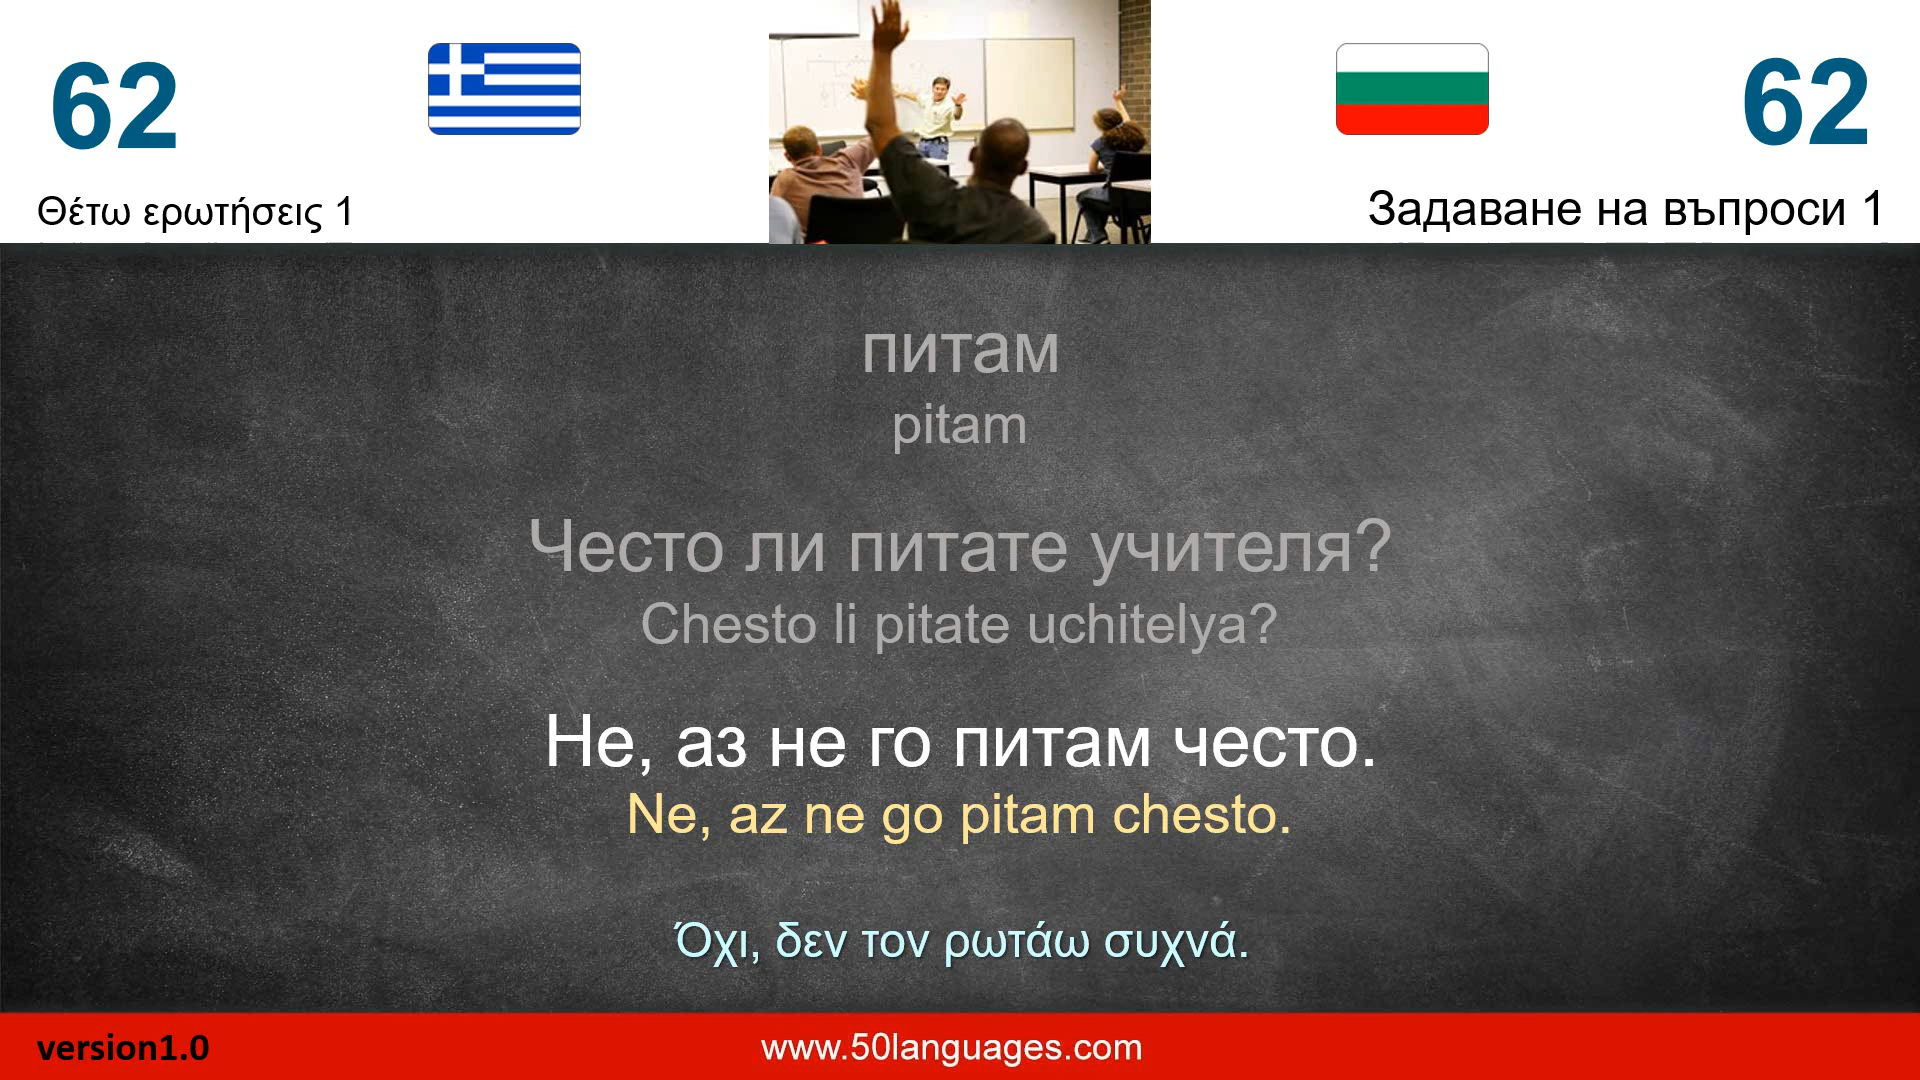 62
62
Θέτω ερωτήσεις 1
Задаване на въпроси 1
питам
pitam
Често ли питате учителя?
Chesto li pitate uchitelya?
Не, аз не го питам често.
Ne, az ne go pitam chesto.
Όχι, δεν τον ρωτάω συχνά.
version1.0
www.50languages.com